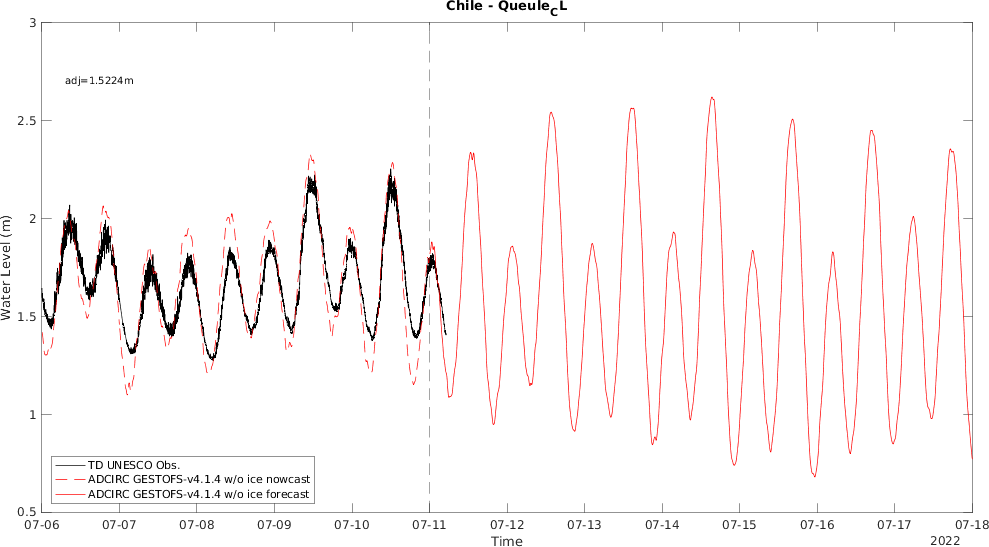 Chile - Queule_CL
adj=1.5224m
Water Level (m)
3
2.5
2
1.5
1
0.5
TD UNESCO Obs.
ADCIRC GESTOFS-v4.1.4 w/o ice nowcast
ADCIRC GESTOFS-v4.1.4 w/o ice forecast
07-06 07-07 07-08 07-09 07-10 07-11 07-12 07-13 07-14 07-15 07-16 07-17 07-18
Time
2022